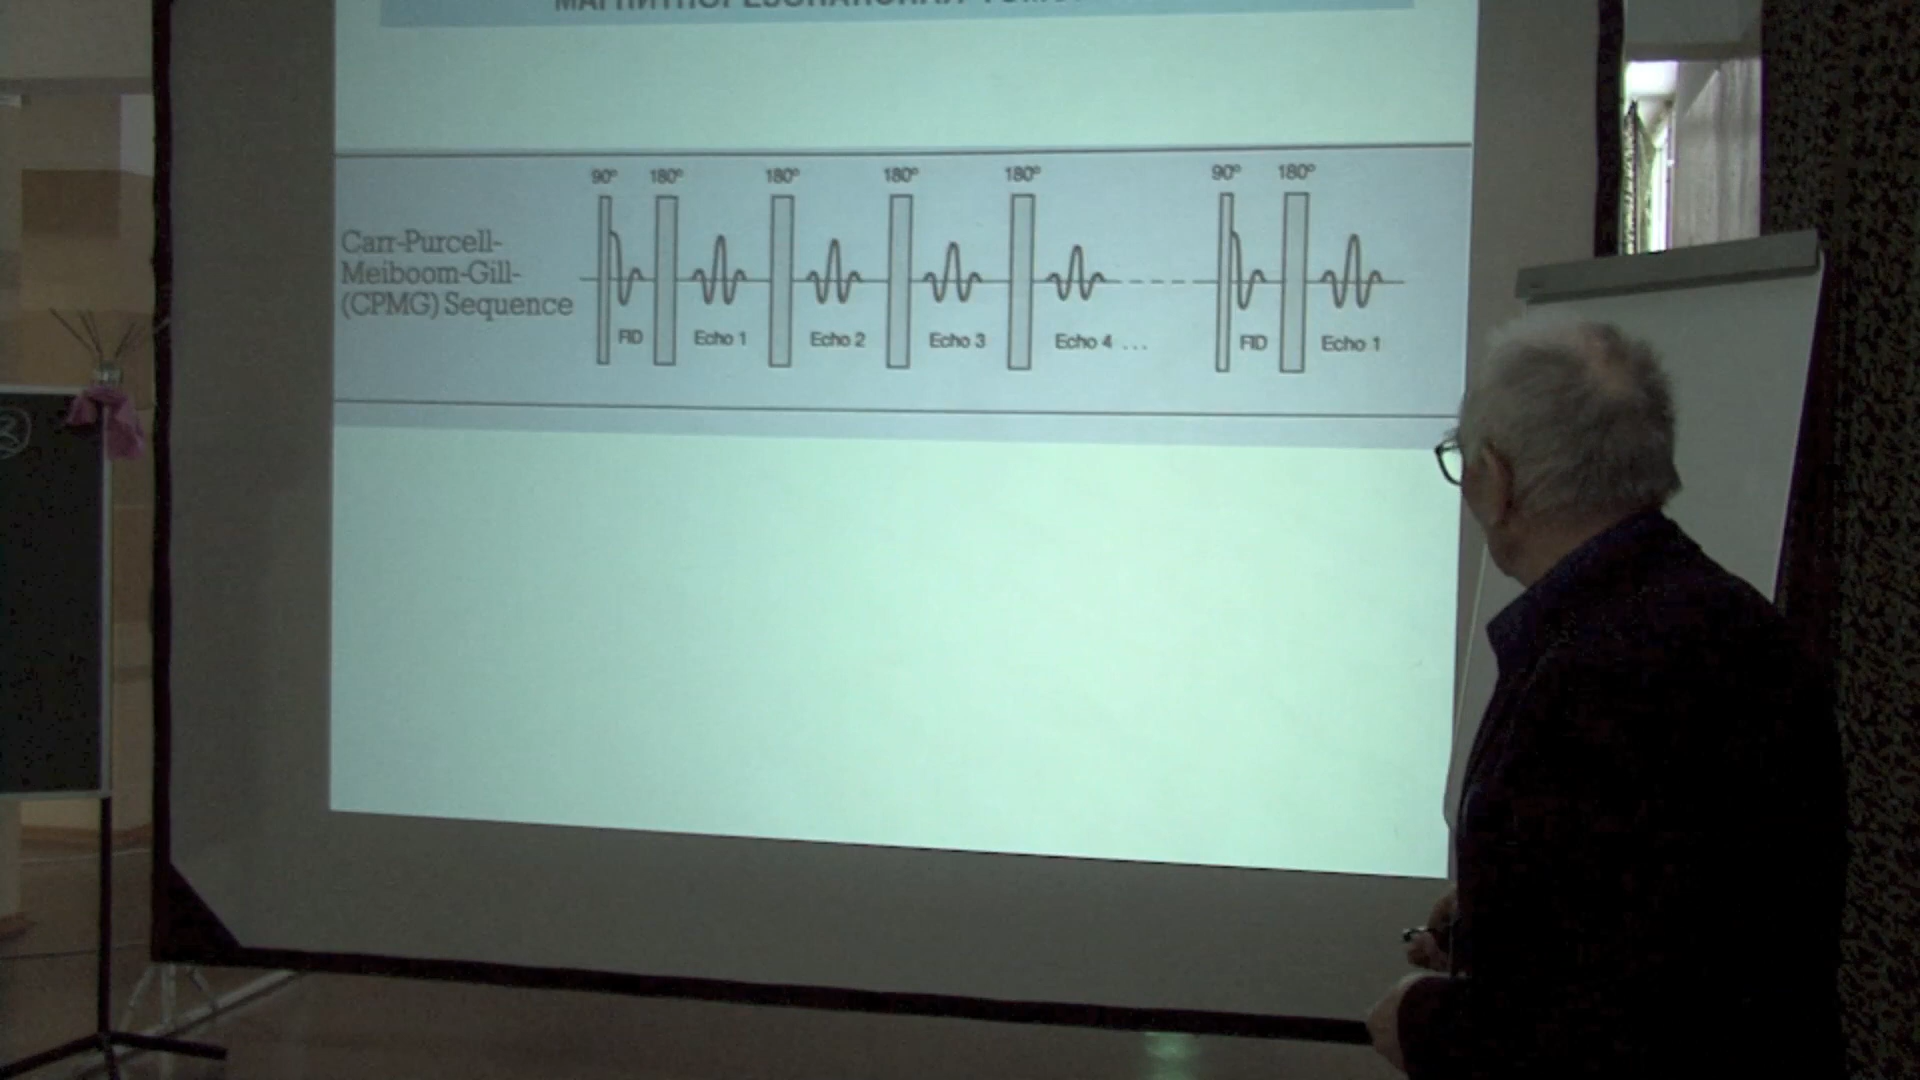 90° 180° 180° 180° 180° 90° 180°
Carr-Purcell-
Meiboom-Gill-
(CPMG) Sequence
FID Echo 1 Echo 2 Echo 3 Echo 4 ... FID Echo 1